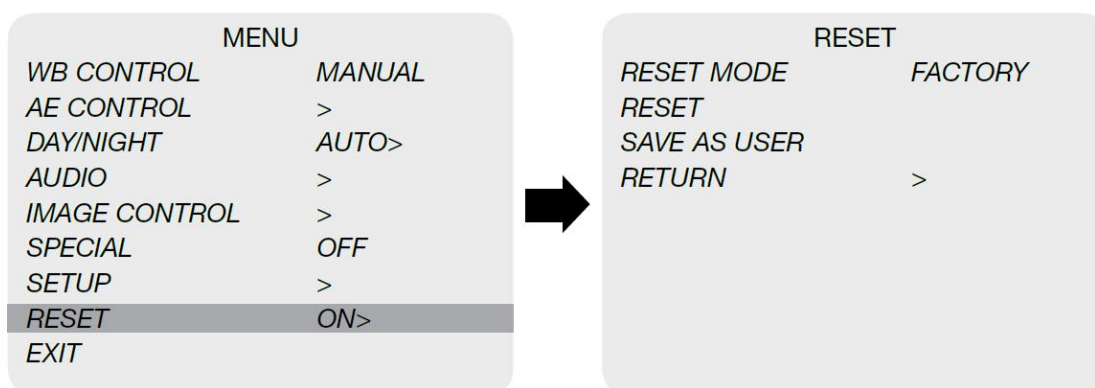 MENU
WB CONTROL MANUAL
AE CONTROL >
DAY/NIGHT AUTO>
AUDIO >
IMAGE CONTROL >
SPECIAL OFF
SETUP >
RESET ON>
EXIT
RESET
RESET MODE FACTORY
RESET
SAVE AS USER
RETURN >